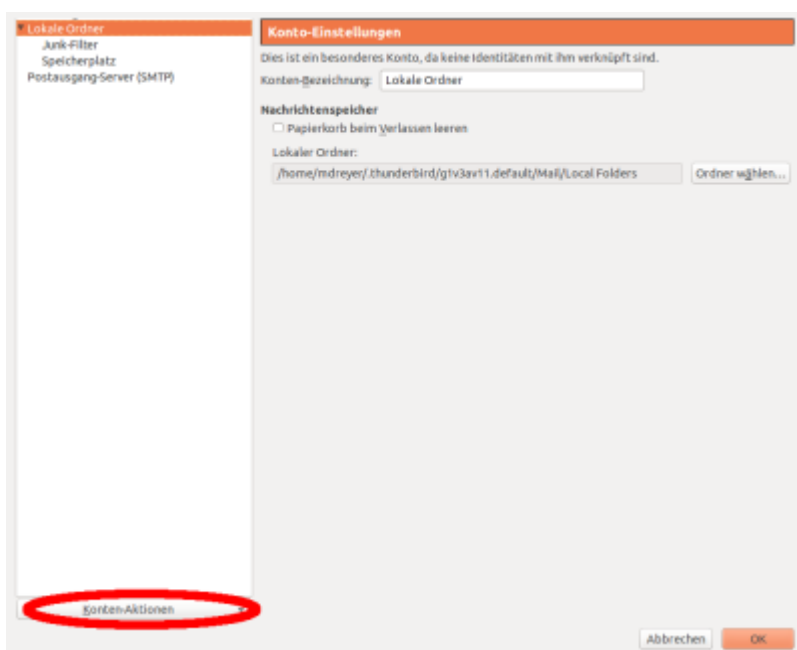 Lokale Ordner
Junk-Filter
Speicherplatz
Postausgang-Server (SMTP)
Konten-Aktionen
Konto-Einstellungen
Dies ist ein besonderes Konto, da keine Identitäten mit ihm verknüpft sind.
Konten-Bezeichnung: Lokale Ordner
Nachrichtenspeicher
Papierkorb beim Verlassen leeren
Lokaler Ordner:
/home/mdreyer/.thunderbird/g1v3av11.default/Mail/Local Folders Ordner wählen...
Abbrechen OK